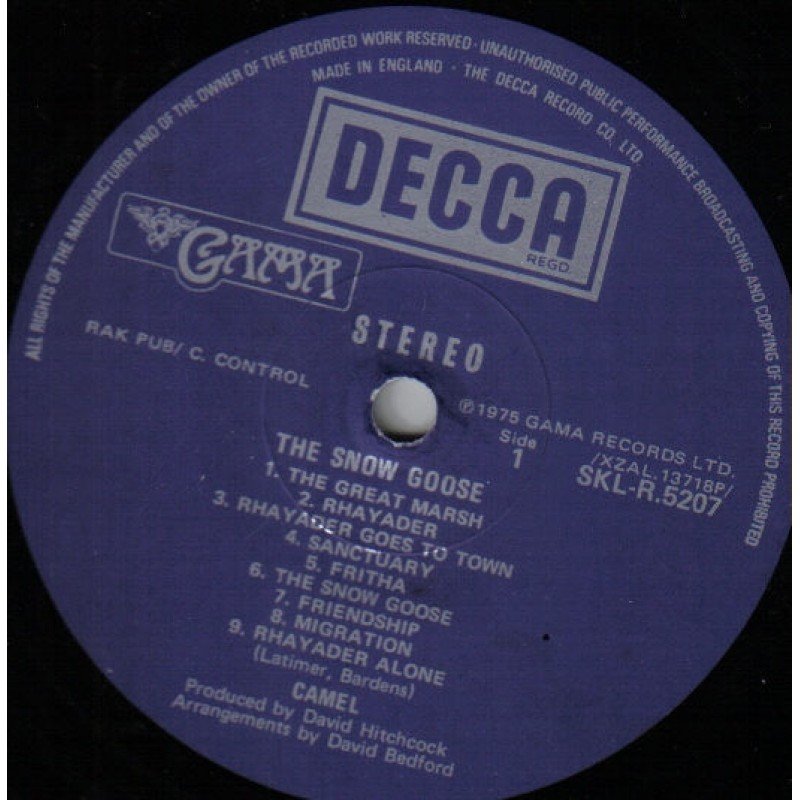 ALL RIGHTS OF THE MANUFACTURER AND OF THE OWNER OF THE RECORDED WORK RESERVED · UNAUTHORISED PUBLIC PERFORMANCE BROADCASTING AND COPYING OF THIS RECORD PROHIBITED
MADE IN ENGLAND · THE DECCA RECORD CO. LTD.
DECCA
REGD.
GAMA
STEREO
RAK PUB/ C. CONTROL
℗1975 GAMA RECORDS LTD.
Side
1
/XZAL.13718P/
SKL-R.5207
THE SNOW GOOSE
1. THE GREAT MARSH
2. RHAYADER
3. RHAYADER GOES TO TOWN
4. SANCTUARY
5. FRITHA
6. THE SNOW GOOSE
7. FRIENDSHIP
8. MIGRATION
9. RHAYADER ALONE
(Latimer, Bardens)
CAMEL
Produced by David Hitchcock
Arrangements by David Bedford